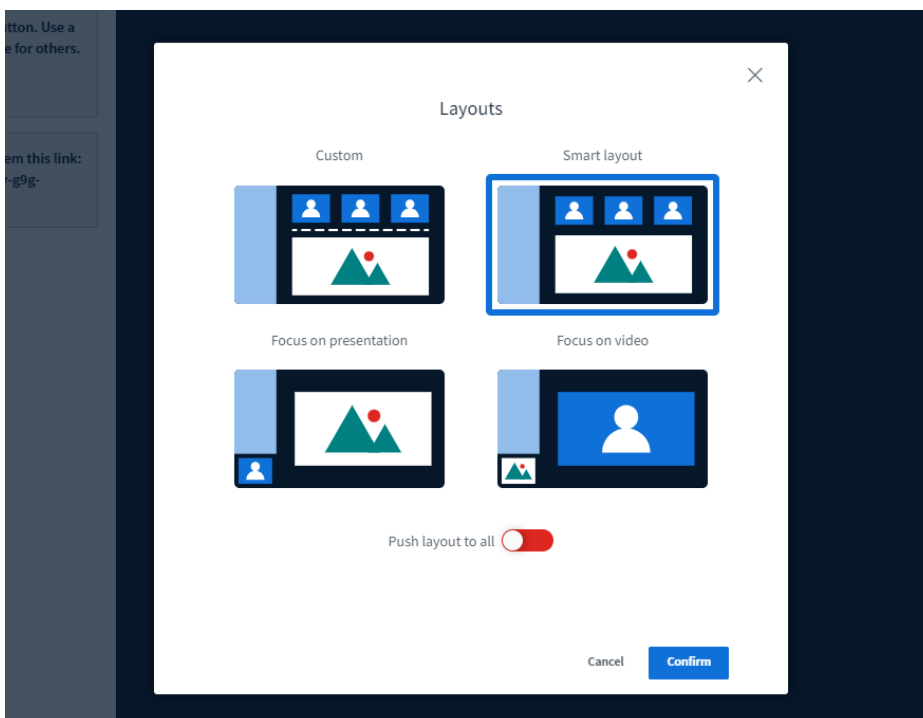 Use a
e for others.
em this link:
-g9g-
Layouts
Custom
Smart layout
Focus on presentation
Focus on video
Push layout to all
Cancel
Confirm